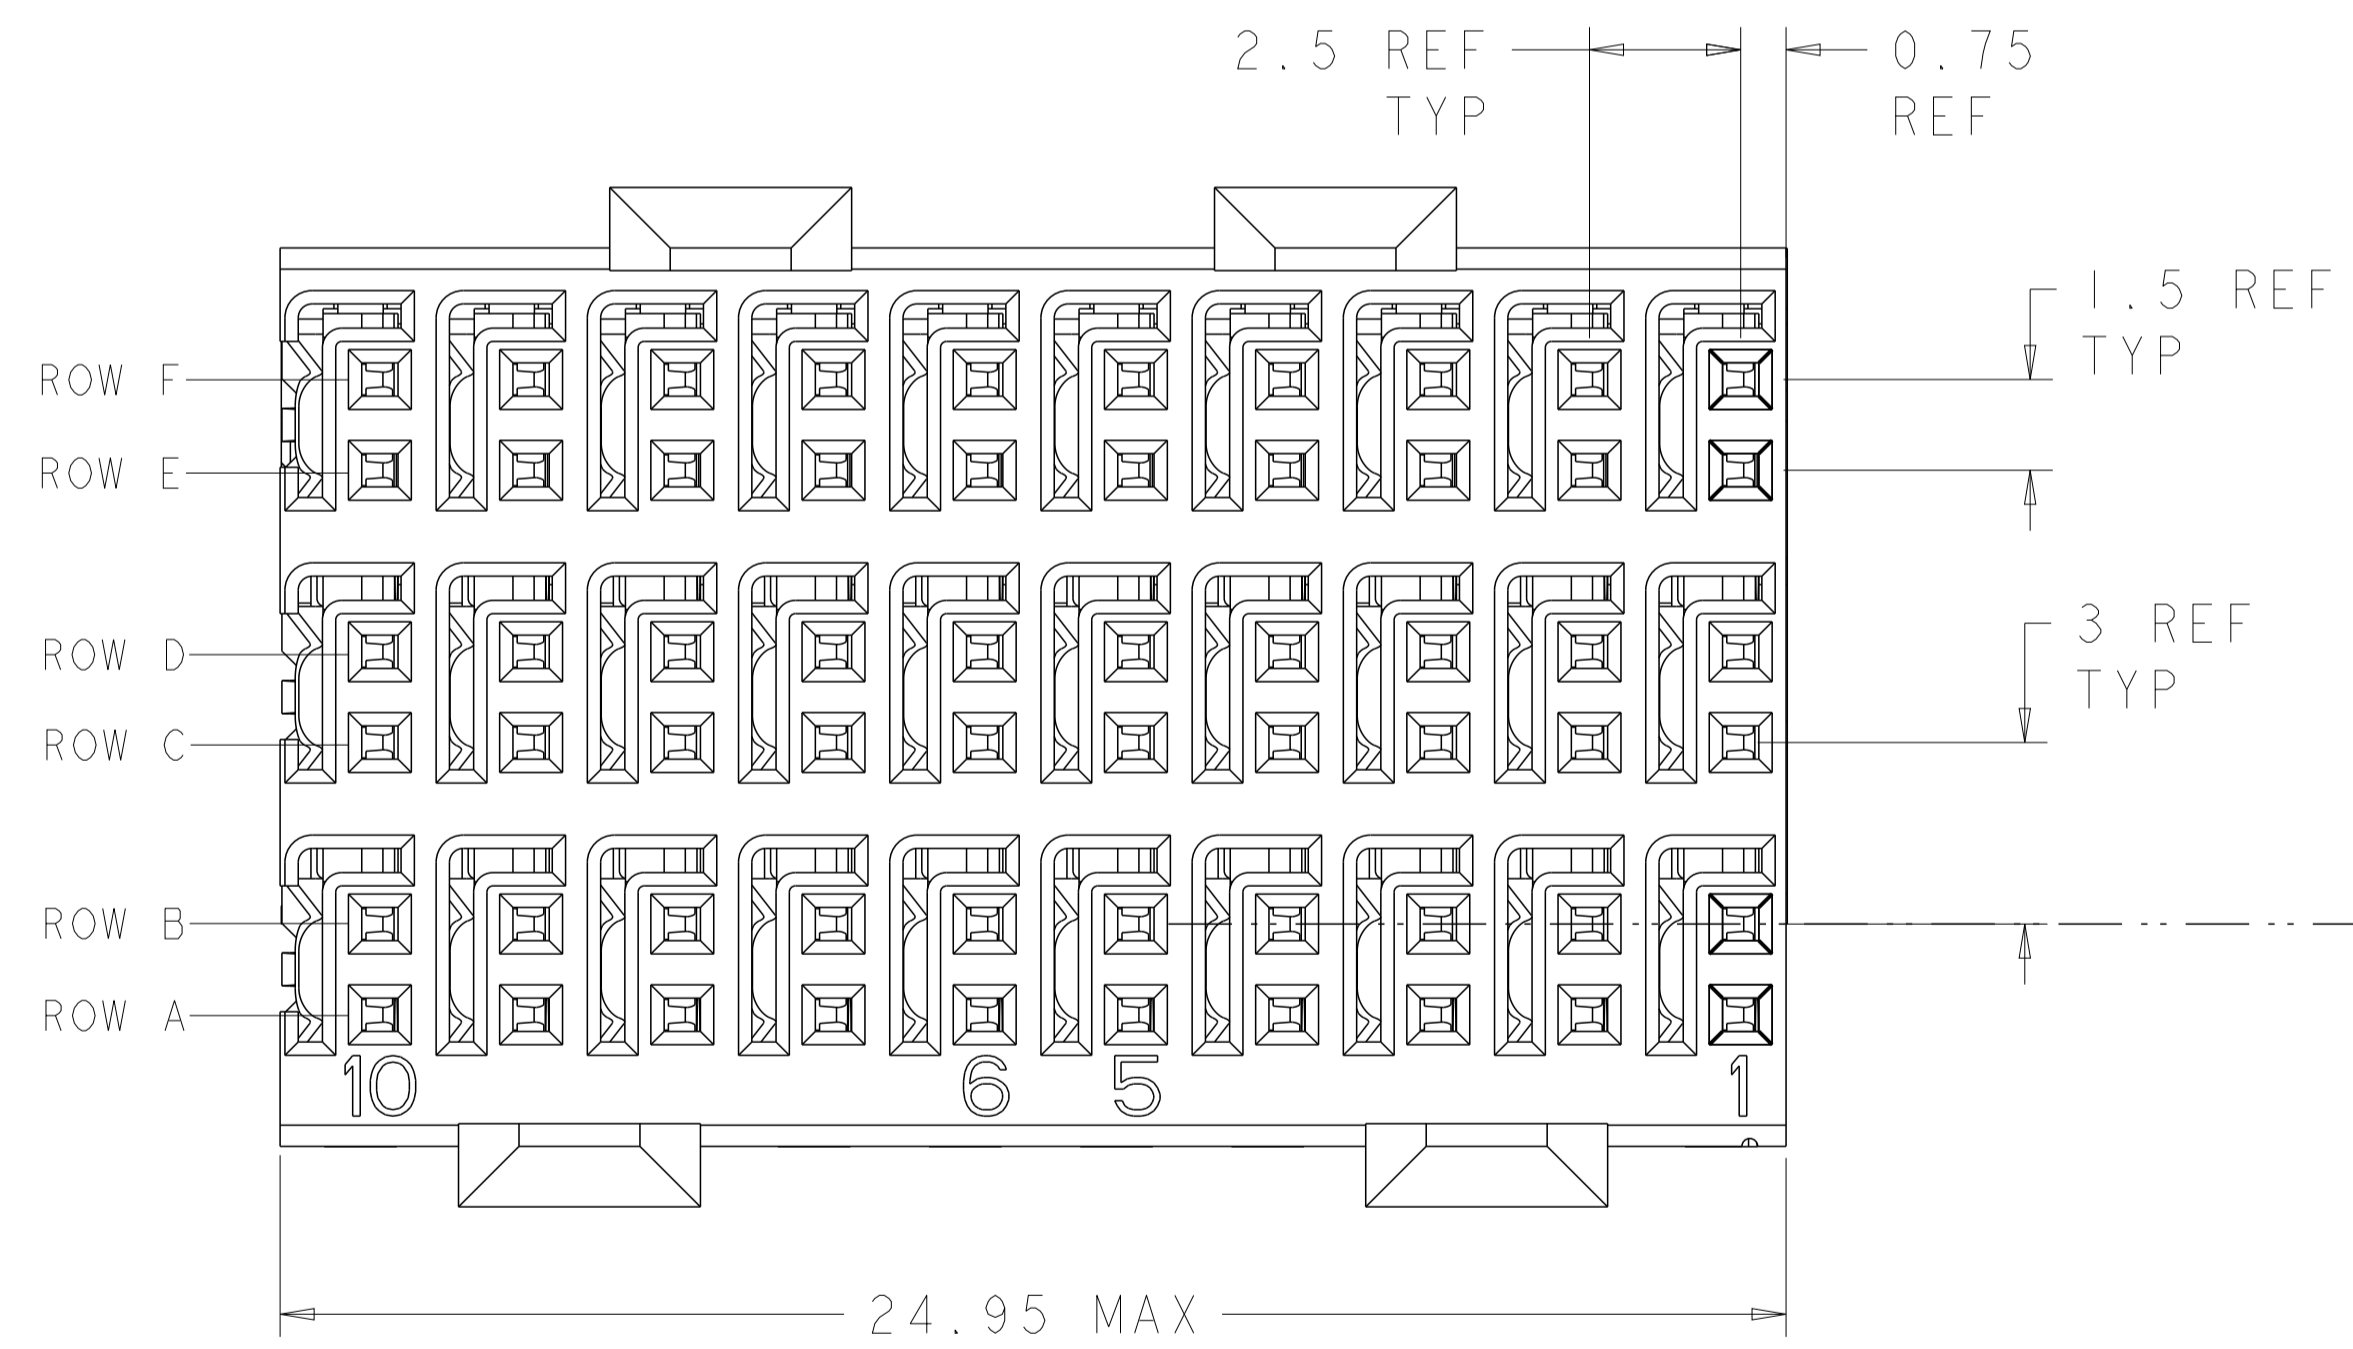 2.5 REF
TYP
0.75
REF
1.5 REF
TYP
ROW F
ROW E
3 REF
TYP
ROW D
ROW C
ROW B
ROW A
10 6 5 1
24.95 MAX